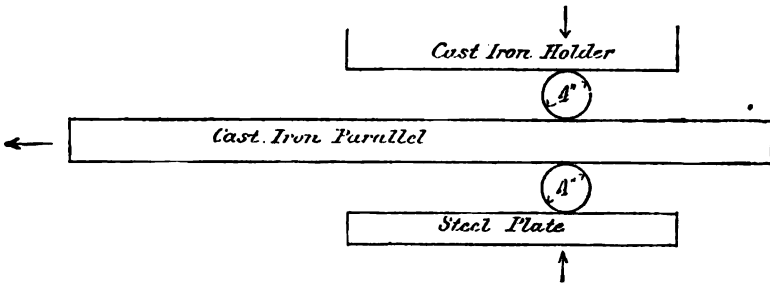 Cast Iron Holder
4"
Cast. Iron Parallel
4"
Steel Plate